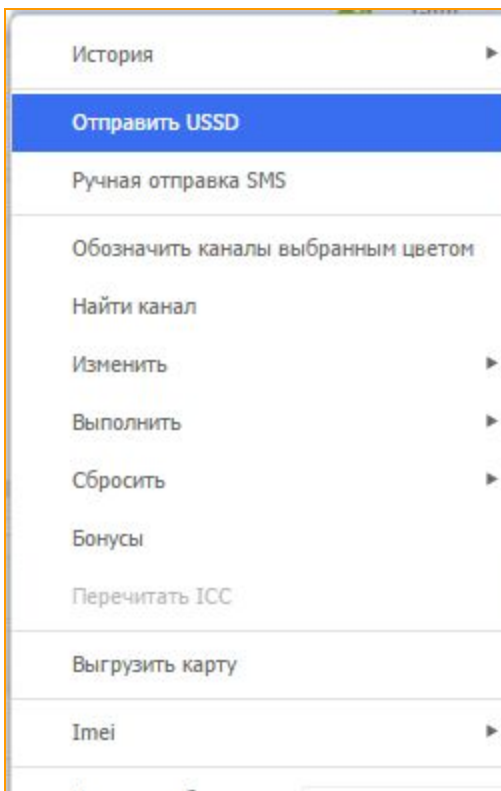 История
Отправить USSD
Ручная отправка SMS
Обозначить каналы выбранным цветом
Найти канал
Изменить
Выполнить
Сбросить
Бонусы
Перечитать ICC
Выгрузить карту
Imei